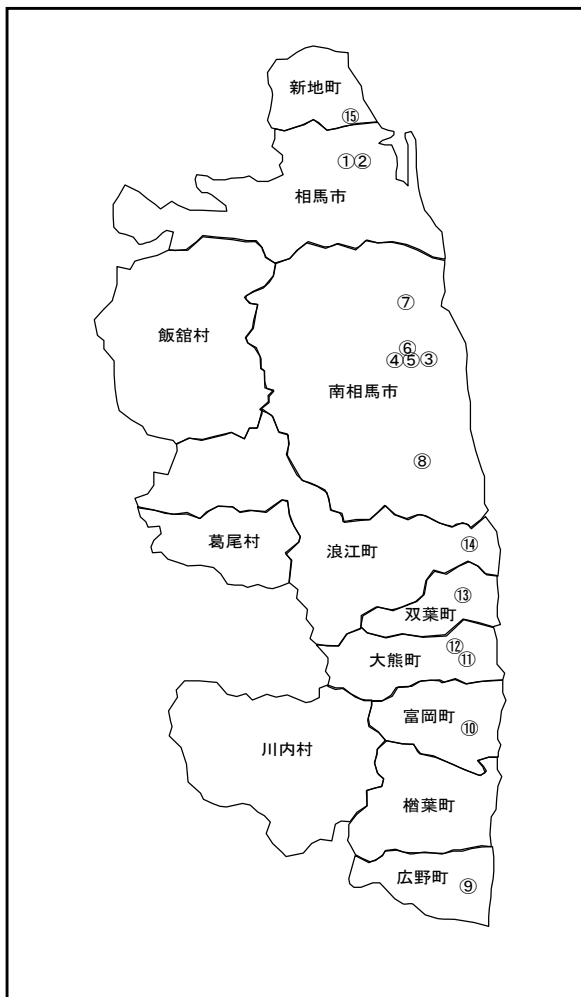 新地町
⑮
①②
相馬市
⑦
飯舘村
⑥
④⑤③
南相馬市
⑧
葛尾村
浪江町
⑭
⑬
双葉町
⑫
大熊町
⑪
富岡町
⑩
川内村
楢葉町
広野町
⑨